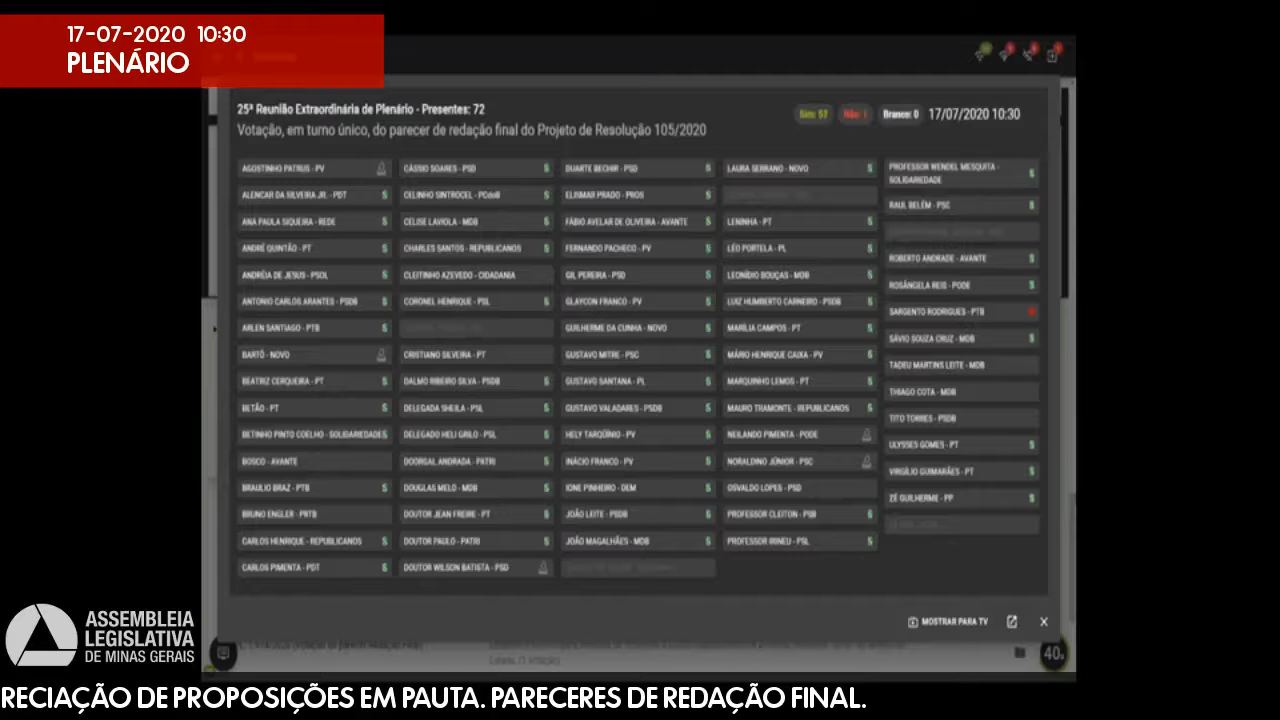 17-07-2020 10:30
PLENÁRIO
25ª Reunião Extraordinária de Plenário - Presentes: 72
Votação, em turno único, do parecer de redação final do Projeto de Resolução 105/2020
Sim: 57 Não: 1 Branco: 0 17/07/2020 10:30
AGOSTINHO PATRUS - PV
ALENCAR DA SILVEIRA JR. - PDT S
ANA PAULA SIQUEIRA - REDE S
ANDRÉ QUINTÃO - PT S
ANDRÉIA DE JESUS - PSOL S
ANTONIO CARLOS ARANTES - PSDB S
ARLEN SANTIAGO - PTB S
BARTÔ - NOVO
BEATRIZ CERQUEIRA - PT S
BETÃO - PT S
BETINHO PINTO COELHO - SOLIDARIEDADE S
BOSCO - AVANTE
BRAULIO BRAZ - PTB S
BRUNO ENGLER - PRTB
CARLOS HENRIQUE - REPUBLICANOS S
CARLOS PIMENTA - PDT S
CÁSSIO SOARES - PSD S
CELINHO SINTROCEL - PCdoB S
CELISE LAVIOLA - MDB S
CHARLES SANTOS - REPUBLICANOS S
CLEITINHO AZEVEDO - CIDADANIA
CORONEL HENRIQUE - PSL S
CRISTIANO SILVEIRA - PT
DALMO RIBEIRO SILVA - PSDB S
DELEGADA SHEILA - PSL S
DELEGADO HELI GRILO - PSL S
DOORGAL ANDRADA - PATRI S
DOUGLAS MELO - MDB S
DOUTOR JEAN FREIRE - PT S
DOUTOR PAULO - PATRI S
DOUTOR WILSON BATISTA - PSD
DUARTE BECHIR - PSD S
ELISMAR PRADO - PROS S
FÁBIO AVELAR DE OLIVEIRA - AVANTE S
FERNANDO PACHECO - PV S
GIL PEREIRA - PSD S
GLAYCON FRANCO - PV S
GUILHERME DA CUNHA - NOVO S
GUSTAVO MITRE - PSC S
GUSTAVO SANTANA - PL S
GUSTAVO VALADARES - PSDB S
HELY TARQÜÍNIO - PV S
INÁCIO FRANCO - PV S
IONE PINHEIRO - DEM S
JOÃO LEITE - PSDB S
JOÃO MAGALHÃES - MDB S
LAURA SERRANO - NOVO S
LENINHA - PT S
LÉO PORTELA - PL S
LEONÍDIO BOUÇAS - MDB S
LUIZ HUMBERTO CARNEIRO - PSDB S
MARÍLIA CAMPOS - PT S
MÁRIO HENRIQUE CAIXA - PV S
MARQUINHO LEMOS - PT S
MAURO TRAMONTE - REPUBLICANOS S
NEILANDO PIMENTA - PODE
NORALDINO JÚNIOR - PSC
OSVALDO LOPES - PSD
PROFESSOR CLEITON - PSB S
PROFESSOR IRINEU - PSL S
PROFESSOR WENDEL MESQUITA -
SOLIDARIEDADE S
RAUL BELÉM - PSC S
ROBERTO ANDRADE - AVANTE S
ROSÂNGELA REIS - PODE S
SARGENTO RODRIGUES - PTB
SÁVIO SOUZA CRUZ - MDB S
TADEU MARTINS LEITE - MDB
THIAGO COTA - MDB
TITO TORRES - PSDB
ULYSSES GOMES - PT S
VIRGÍLIO GUIMARÃES - PT S
ZÉ GUILHERME - PP S
MOSTRAR PARA TV
ASSEMBLEIA
LEGISLATIVA
DE MINAS GERAIS
RECIAÇÃO DE PROPOSIÇÕES EM PAUTA. PARECERES DE REDAÇÃO FINAL.